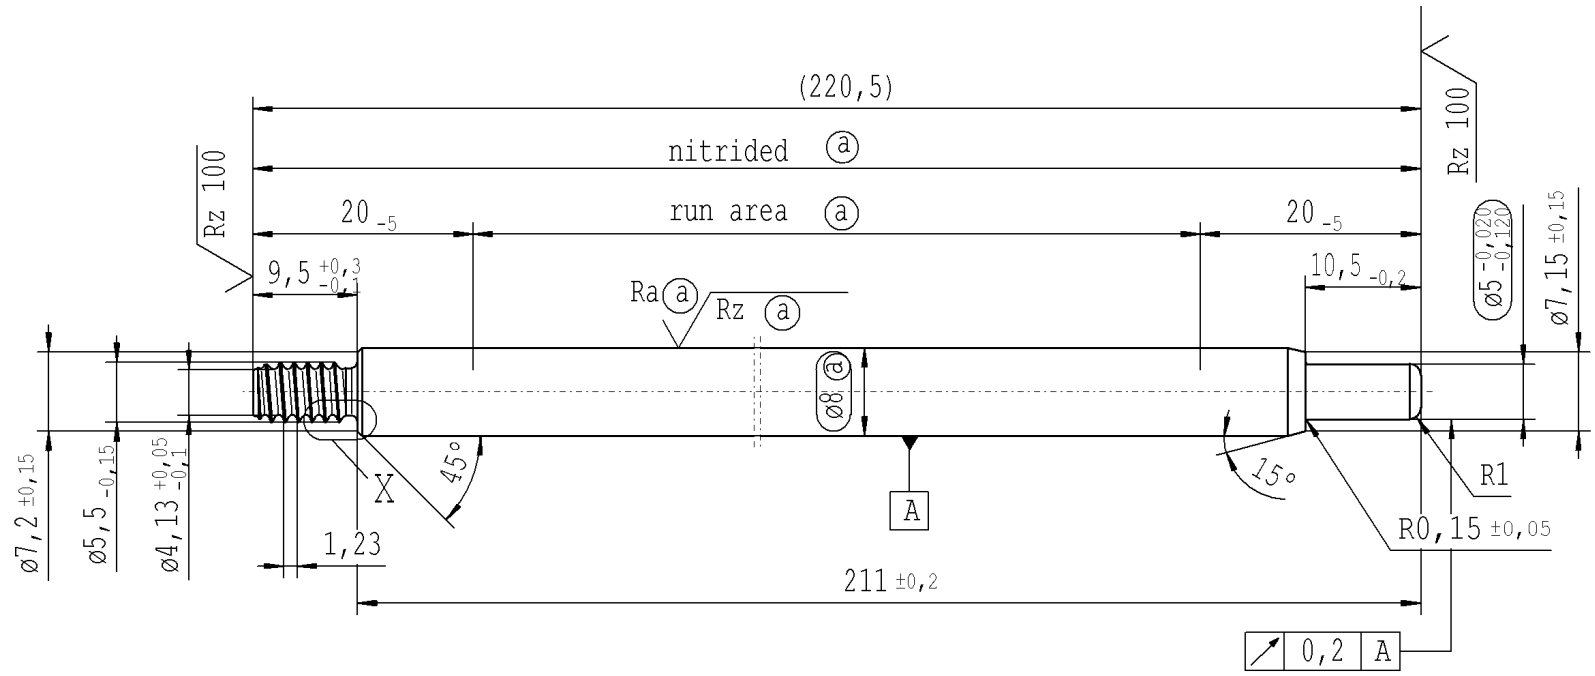 (220,5)
nitrided a
run area a
20 -5
20 -5
Rz 100
Rz 100
9,5 +0,3 -0,1
10,5 -0,2
ø5 -0,020 -0,120
ø7,15 ±0,15
Ra a
Rz a
ø8 a
ø7,2 ±0,15
ø5,5 -0,15
ø4,13 +0,05 -0,1
X
45°
15°
A
R1
R0,15 ±0,05
1,23
211 ±0,2
0,2 A